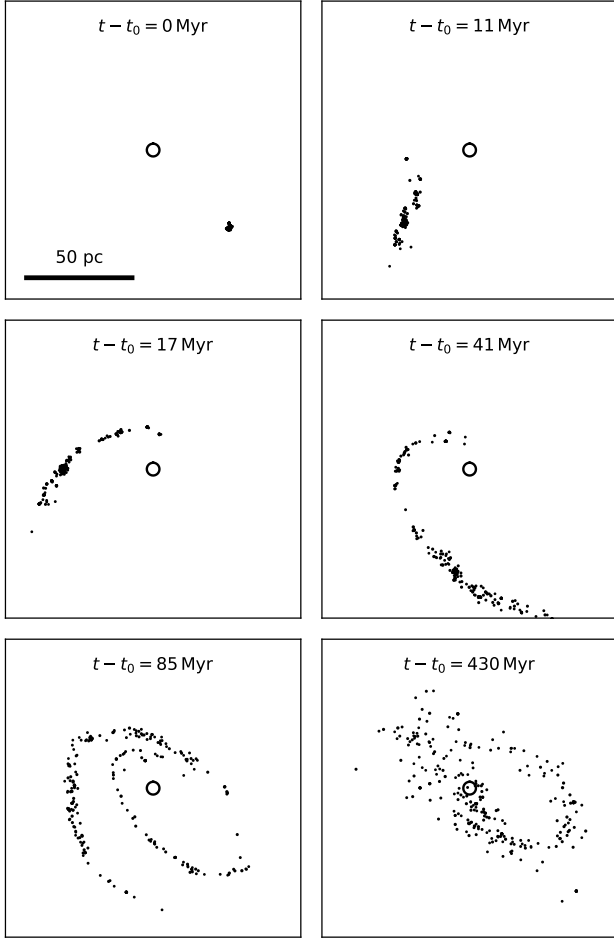 t − t₀ = 0 Myr
t − t₀ = 11 Myr
50 pc
t − t₀ = 17 Myr
t − t₀ = 41 Myr
t − t₀ = 85 Myr
t − t₀ = 430 Myr